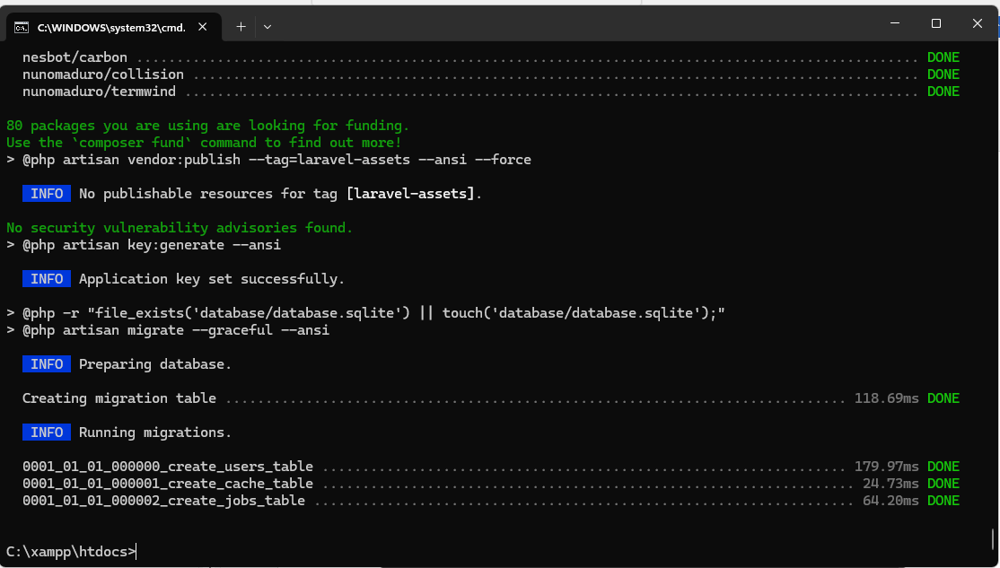 C:\WINDOWS\system32\cmd.
nesbot/carbon ................................................................................................. DONE
nunomaduro/collision .......................................................................................... DONE
nunomaduro/termwind ........................................................................................... DONE
80 packages you are using are looking for funding.
Use the `composer fund` command to find out more!
> @php artisan vendor:publish --tag=laravel-assets --ansi --force
INFO No publishable resources for tag [laravel-assets].
No security vulnerability advisories found.
> @php artisan key:generate --ansi
INFO Application key set successfully.
> @php -r "file_exists('database/database.sqlite') || touch('database/database.sqlite');"
> @php artisan migrate --graceful --ansi
INFO Preparing database.
Creating migration table ............................................................................. 118.69ms DONE
INFO Running migrations.
0001_01_01_000000_create_users_table ................................................................. 179.97ms DONE
0001_01_01_000001_create_cache_table .................................................................. 24.73ms DONE
0001_01_01_000002_create_jobs_table ................................................................... 64.20ms DONE
C:\xampp\htdocs>